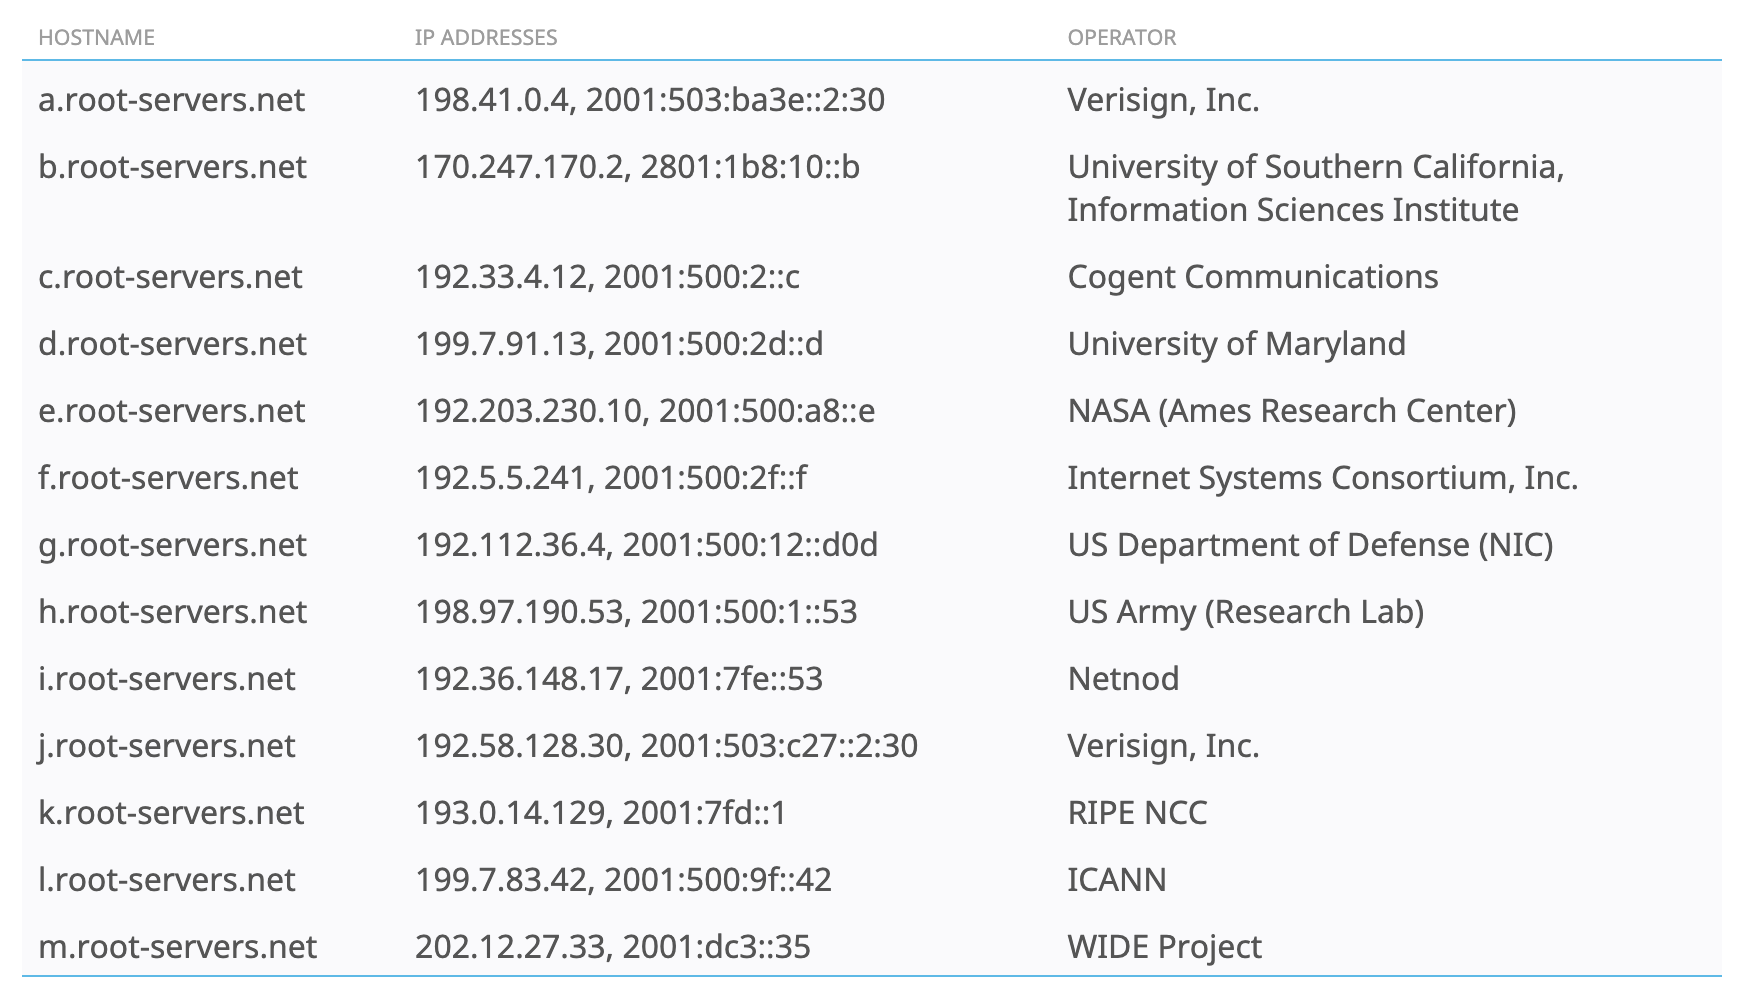 HOSTNAME IP ADDRESSES OPERATOR
a.root-servers.net 198.41.0.4, 2001:503:ba3e::2:30 Verisign, Inc.
b.root-servers.net 170.247.170.2, 2801:1b8:10::b University of Southern California,
Information Sciences Institute
c.root-servers.net 192.33.4.12, 2001:500:2::c Cogent Communications
d.root-servers.net 199.7.91.13, 2001:500:2d::d University of Maryland
e.root-servers.net 192.203.230.10, 2001:500:a8::e NASA (Ames Research Center)
f.root-servers.net 192.5.5.241, 2001:500:2f::f Internet Systems Consortium, Inc.
g.root-servers.net 192.112.36.4, 2001:500:12::d0d US Department of Defense (NIC)
h.root-servers.net 198.97.190.53, 2001:500:1::53 US Army (Research Lab)
i.root-servers.net 192.36.148.17, 2001:7fe::53 Netnod
j.root-servers.net 192.58.128.30, 2001:503:c27::2:30 Verisign, Inc.
k.root-servers.net 193.0.14.129, 2001:7fd::1 RIPE NCC
l.root-servers.net 199.7.83.42, 2001:500:9f::42 ICANN
m.root-servers.net 202.12.27.33, 2001:dc3::35 WIDE Project